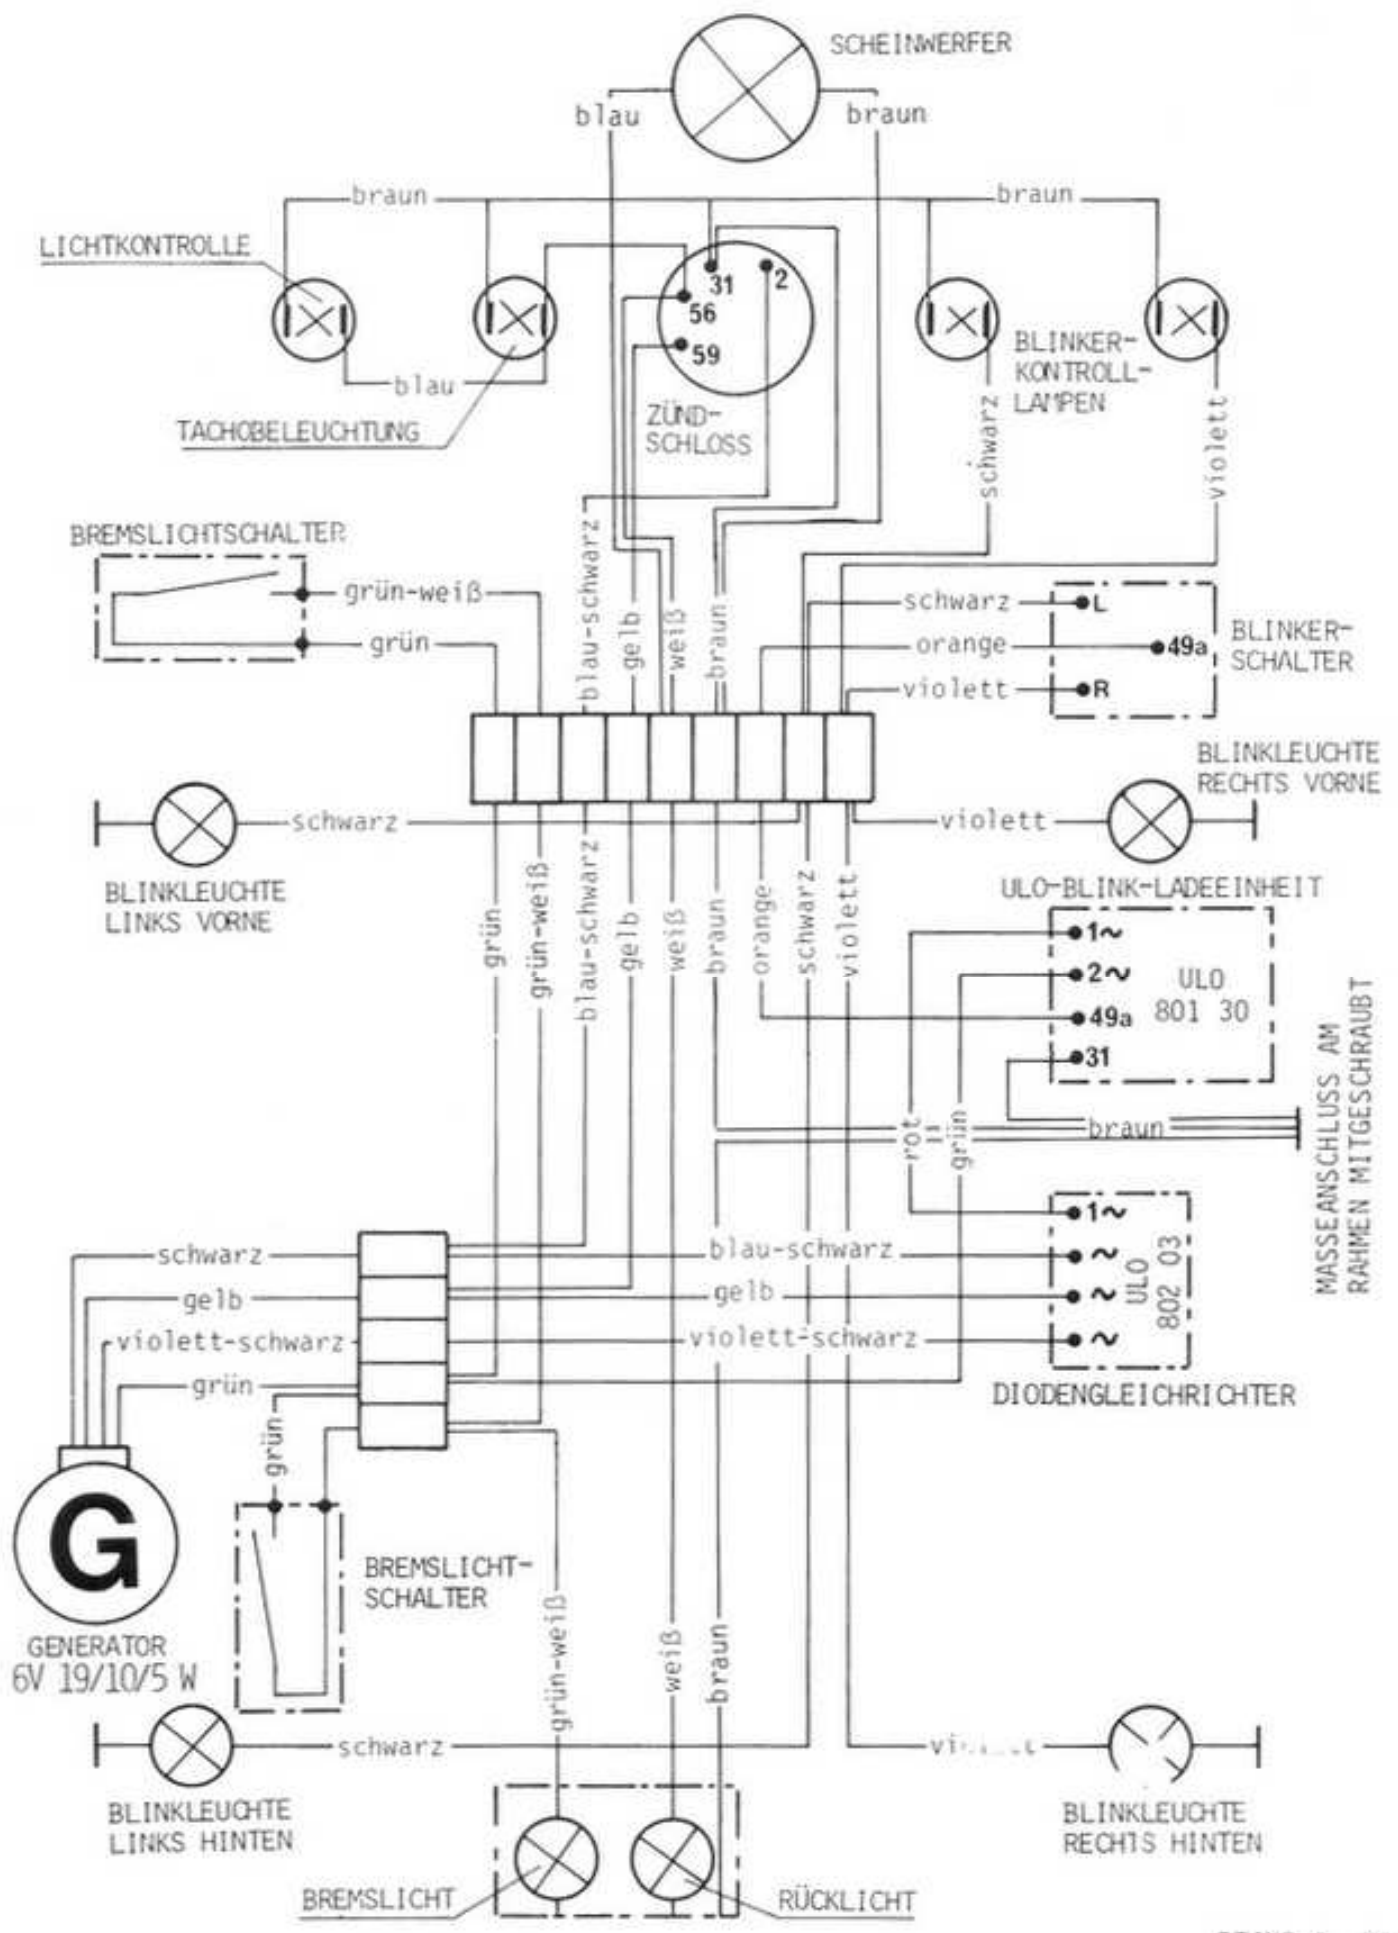 SCHEINWERFER
blau
braun
braun
braun
LICHTKONTROLLE
31
2
56
59
BLINKER-
KONTROLL-
LAMPEN
blau
TACHOBELEUCHTUNG
ZÜND-
SCHLOSS
schwarz
violett
BREMSLICHTSCHALTER
grün-weiß
grün
blau-schwarz
gelb
weiß
braun
schwarz
L
orange
49a
violett
R
BLINKER-
SCHALTER
BLINKLEUCHTE
RECHTS VORNE
schwarz
violett
BLINKLEUCHTE
LINKS VORNE
ULO-BLINK-LADEEINHEIT
grün
grün-weiß
blau-schwarz
gelb
weiß
braun
orange
schwarz
violett
1~
2~
49a
31
ULO
801 30
MASSEANSCHLUSS AM
RAHMEN MITGESCHRAUBT
rot
grün
braun
schwarz
gelb
violett-schwarz
grün
blau-schwarz
gelb
violett-schwarz
1~
~
~
~
ULO
802 03
DIODENGLEICHRICHTER
grün
G
GENERATOR
6V 19/10/5 W
BREMSLICHT-
SCHALTER
grün-weiß
weiß
braun
schwarz
BLINKLEUCHTE
LINKS HINTEN
BLINKLEUCHTE
RECHTS HINTEN
BREMSLICHT
RÜCKLICHT